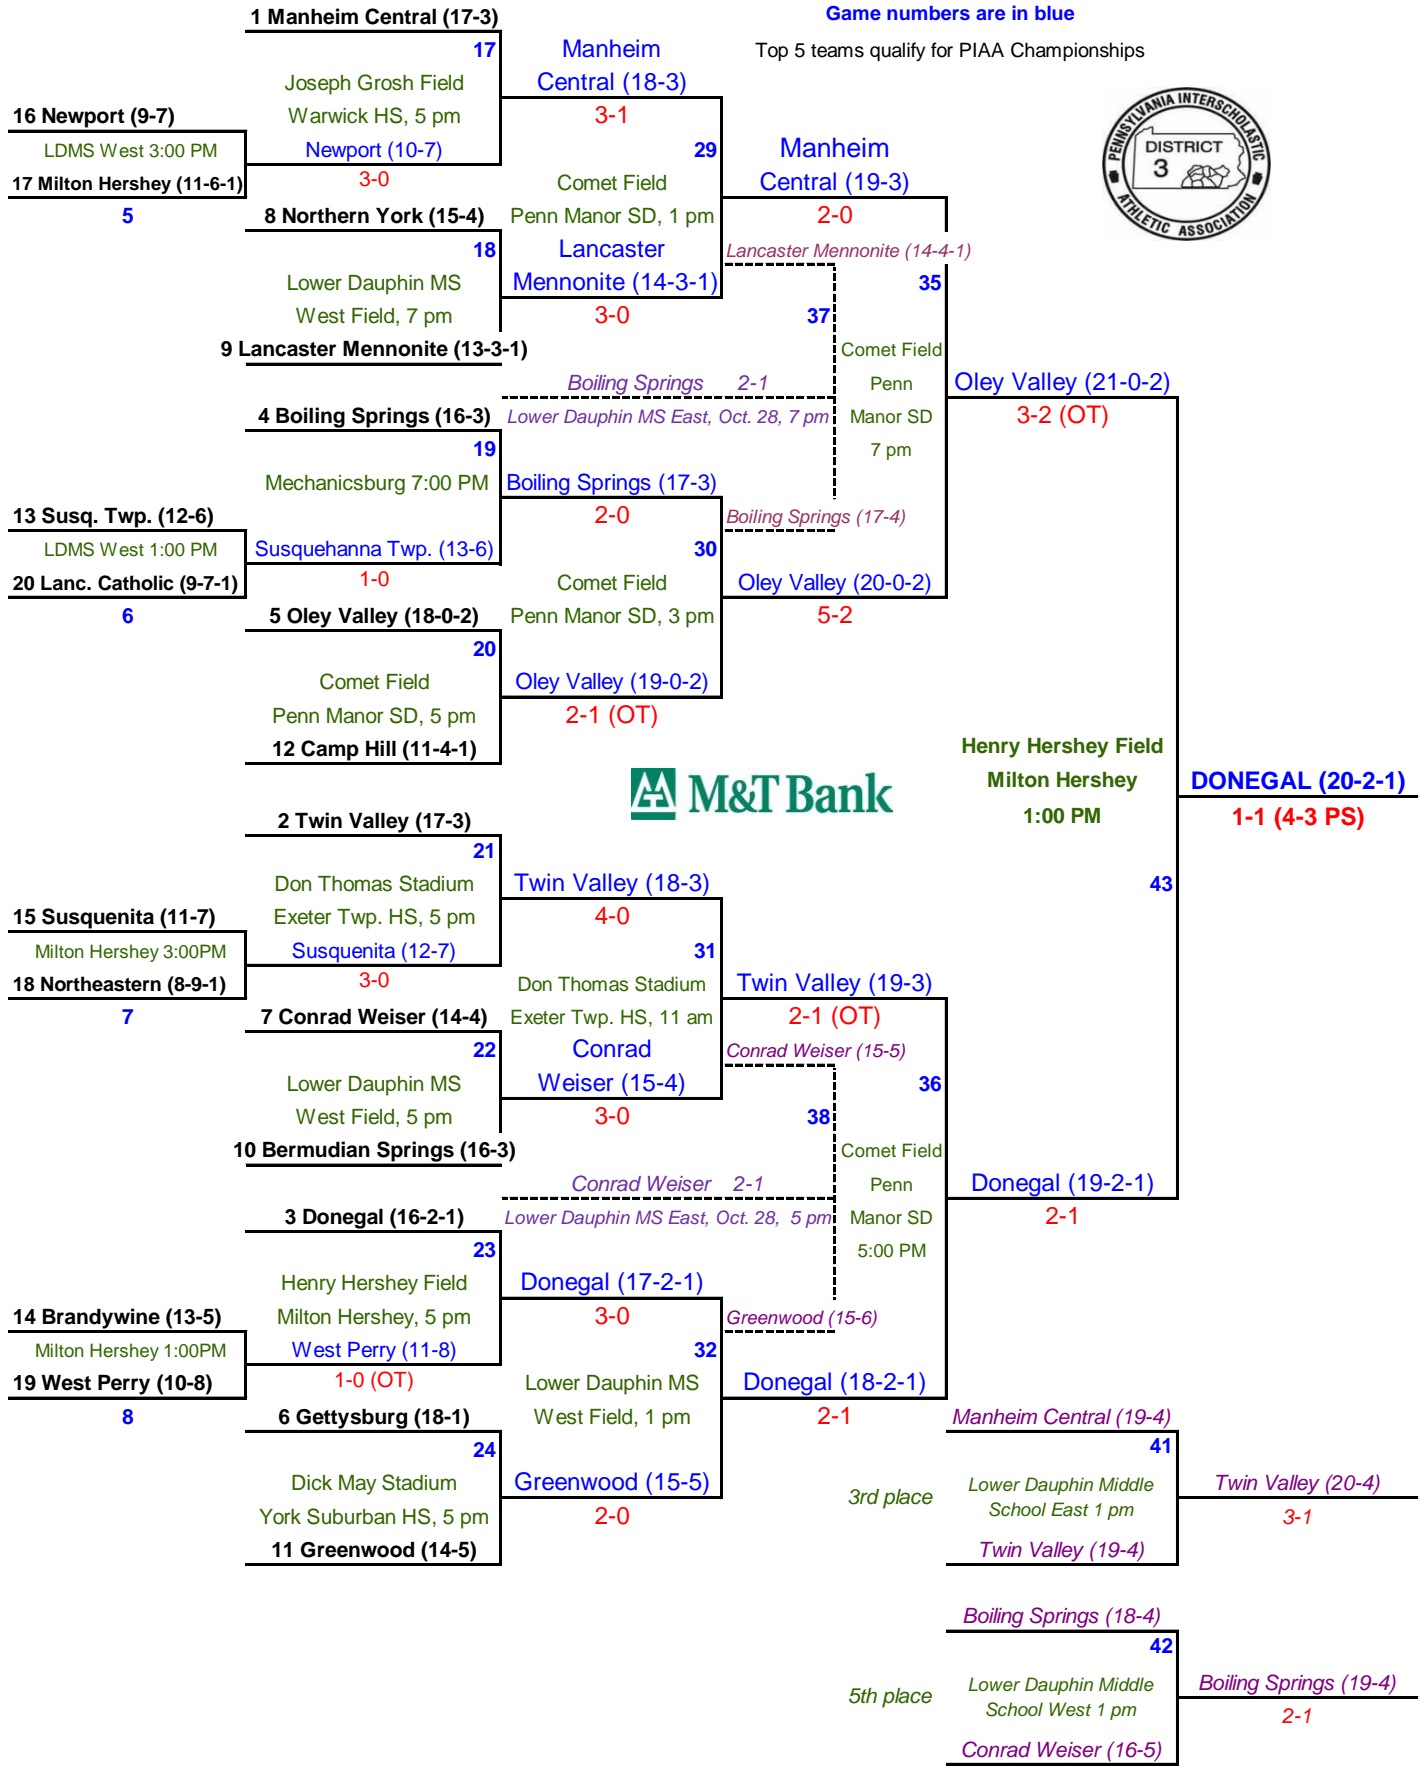 1 Manheim Central (17-3)
Game numbers are in blue
17
Manheim
Central (18-3)
Top 5 teams qualify for PIAA Championships
Joseph Grosh Field
Warwick HS, 5 pm
3-1
PENNSYLVANIA INTERSCHOLASTIC
DISTRICT
3
ATHLETIC ASSOCIATION
16 Newport (9-7)
LDMS West 3:00 PM
Newport (10-7)
29
Manheim
Central (19-3)
17 Milton Hershey (11-6-1)
3-0
Comet Field
5
8 Northern York (15-4)
Penn Manor SD, 1 pm
2-0
18
Lancaster
Mennonite (14-3-1)
Lancaster Mennonite (14-4-1)
Lower Dauphin MS
35
West Field, 7 pm
3-0
37
9 Lancaster Mennonite (13-3-1)
Comet Field
Penn
Manor SD
7 pm
Boiling Springs 2-1
Oley Valley (21-0-2)
4 Boiling Springs (16-3)
Lower Dauphin MS East, Oct. 28, 7 pm
3-2 (OT)
19
Mechanicsburg 7:00 PM
Boiling Springs (17-3)
13 Susq. Twp. (12-6)
2-0
Boiling Springs (17-4)
LDMS West 1:00 PM
Susquehanna Twp. (13-6)
30
20 Lanc. Catholic (9-7-1)
1-0
Comet Field
Oley Valley (20-0-2)
6
5 Oley Valley (18-0-2)
Penn Manor SD, 3 pm
5-2
20
Comet Field
Oley Valley (19-0-2)
Penn Manor SD, 5 pm
2-1 (OT)
12 Camp Hill (11-4-1)
Henry Hershey Field
Milton Hershey
1:00 PM
M&T Bank
DONEGAL (20-2-1)
1-1 (4-3 PS)
2 Twin Valley (17-3)
21
Don Thomas Stadium
Twin Valley (18-3)
43
15 Susquenita (11-7)
Exeter Twp. HS, 5 pm
4-0
Milton Hershey 3:00PM
Susquenita (12-7)
31
18 Northeastern (8-9-1)
3-0
Don Thomas Stadium
Twin Valley (19-3)
7
7 Conrad Weiser (14-4)
Exeter Twp. HS, 11 am
2-1 (OT)
22
Conrad
Weiser (15-4)
Conrad Weiser (15-5)
Lower Dauphin MS
36
West Field, 5 pm
3-0
38
10 Bermudian Springs (16-3)
Comet Field
Penn
Manor SD
5:00 PM
Conrad Weiser 2-1
Donegal (19-2-1)
3 Donegal (16-2-1)
Lower Dauphin MS East, Oct. 28, 5 pm
2-1
23
Henry Hershey Field
Donegal (17-2-1)
14 Brandywine (13-5)
Milton Hershey, 5 pm
3-0
Greenwood (15-6)
Milton Hershey 1:00PM
West Perry (11-8)
32
19 West Perry (10-8)
1-0 (OT)
Lower Dauphin MS
Donegal (18-2-1)
8
6 Gettysburg (18-1)
West Field, 1 pm
2-1
Manheim Central (19-4)
24
41
Dick May Stadium
Greenwood (15-5)
3rd place
Lower Dauphin Middle
School East 1 pm
Twin Valley (20-4)
York Suburban HS, 5 pm
2-0
3-1
11 Greenwood (14-5)
Twin Valley (19-4)
Boiling Springs (18-4)
42
5th place
Lower Dauphin Middle
School West 1 pm
Boiling Springs (19-4)
2-1
Conrad Weiser (16-5)